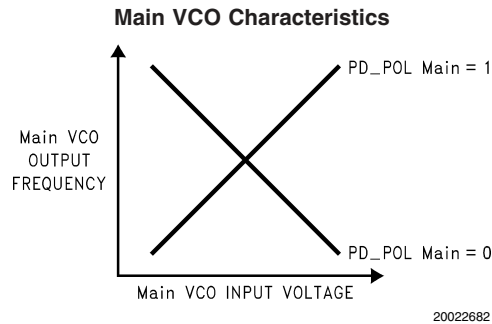 Main VCO Characteristics
PD_POL Main = 1
Main VCO
OUTPUT
FREQUENCY
PD_POL Main = 0
Main VCO INPUT VOLTAGE
20022682